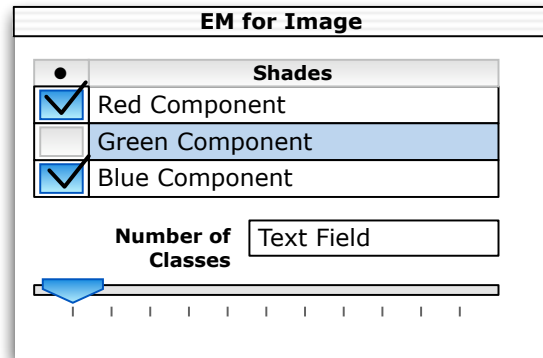 EM for Image
Shades
Red Component
Green Component
Blue Component
Number of
Classes
Text Field